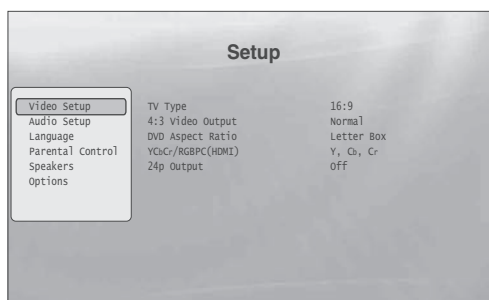 Setup
Video Setup
Audio Setup
Language
Parental Control
Speakers
Options
TV Type 16:9
4:3 Video Output Normal
DVD Aspect Ratio Letter Box
YCbCr/RGBPC(HDMI) Y, Cb, Cr
24p Output Off